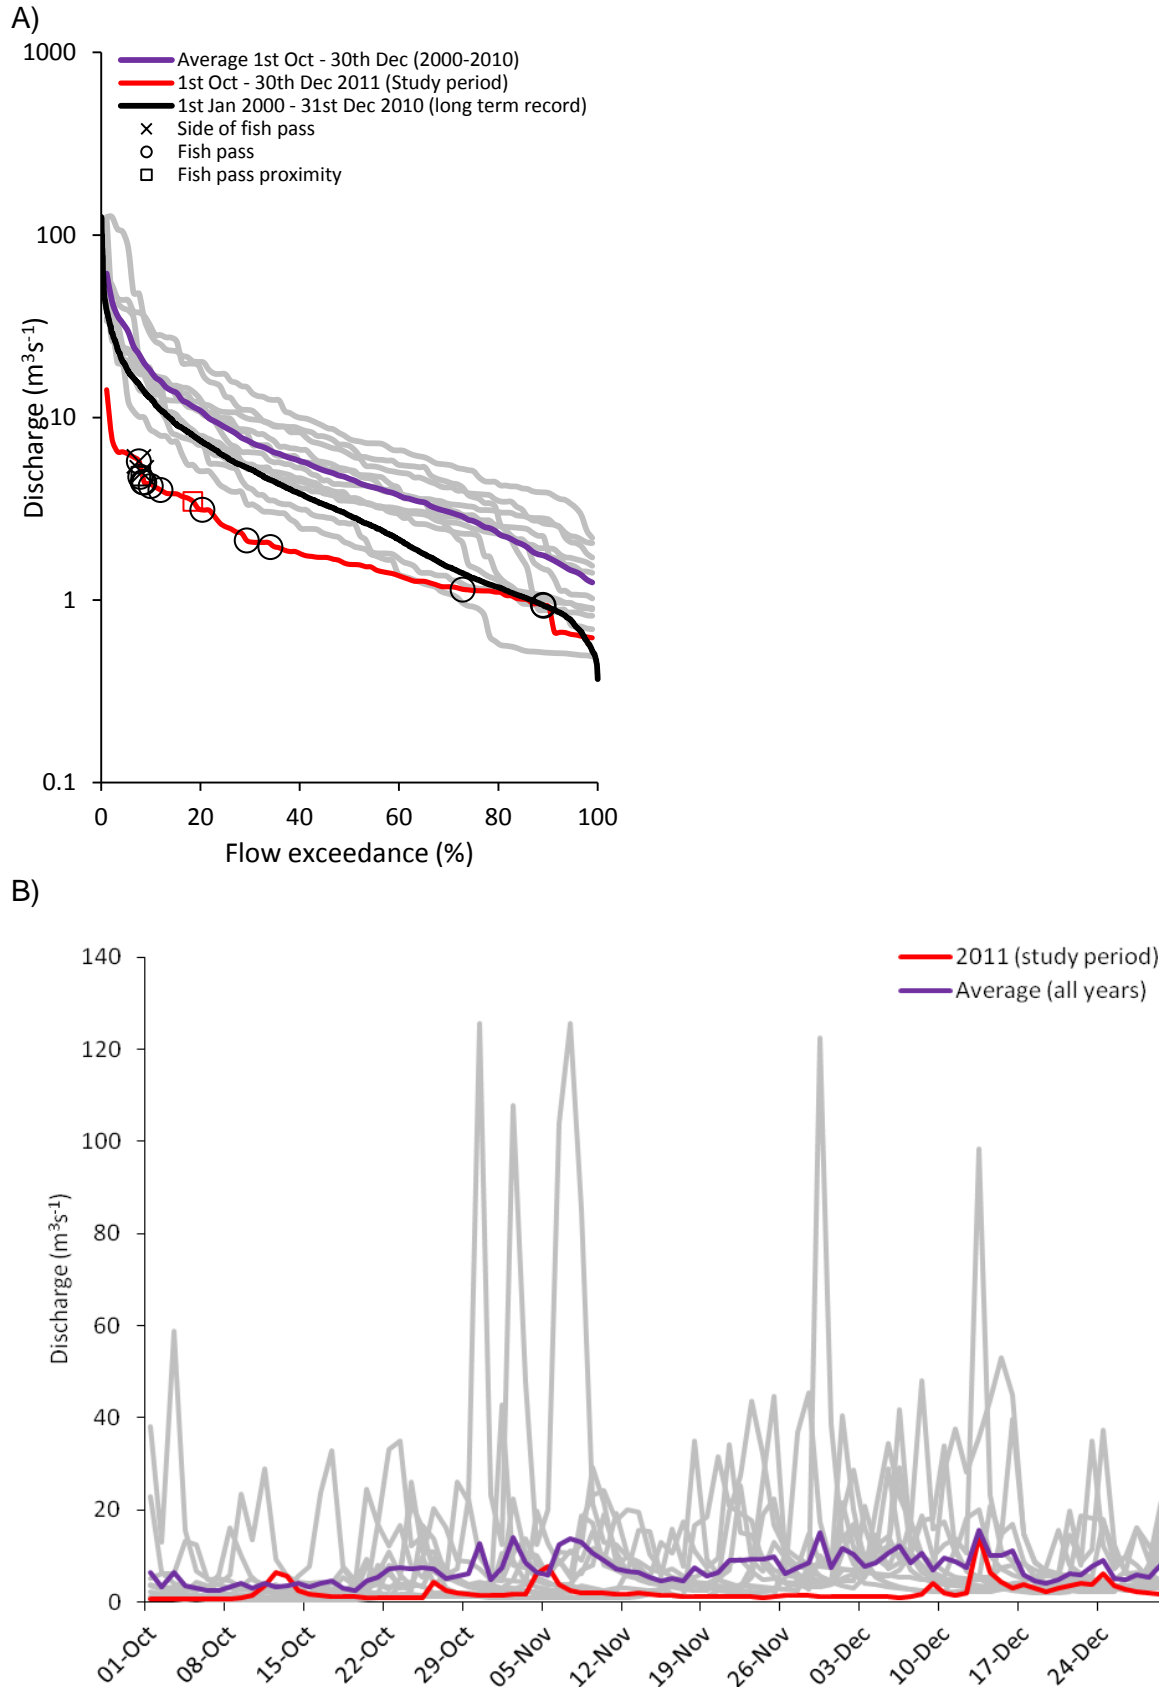 A)
1000
100
10
1
0.1
Discharge (m³s⁻¹)
Average 1st Oct - 30th Dec (2000-2010)
1st Oct - 30th Dec 2011 (Study period)
1st Jan 2000 - 31st Dec 2010 (long term record)
Side of fish pass
Fish pass
Fish pass proximity
0 20 40 60 80 100
Flow exceedance (%)
B)
140
120
100
80
60
40
20
0
Discharge (m³s⁻¹)
2011 (study period)
Average (all years)
01-Oct 08-Oct 15-Oct 22-Oct 29-Oct 05-Nov 12-Nov 19-Nov 26-Nov 03-Dec 10-Dec 17-Dec 24-Dec